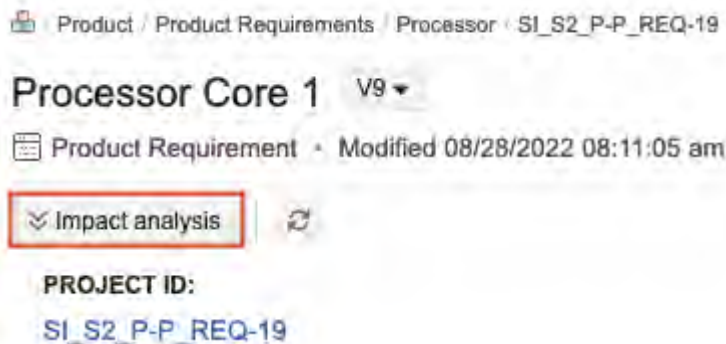 Product / Product Requirements / Processor / SI_S2_P-P_REQ-19
Processor Core 1 V9
Product Requirement • Modified 08/28/2022 08:11:05 am
Impact analysis
PROJECT ID:
SI_S2_P-P_REQ-19